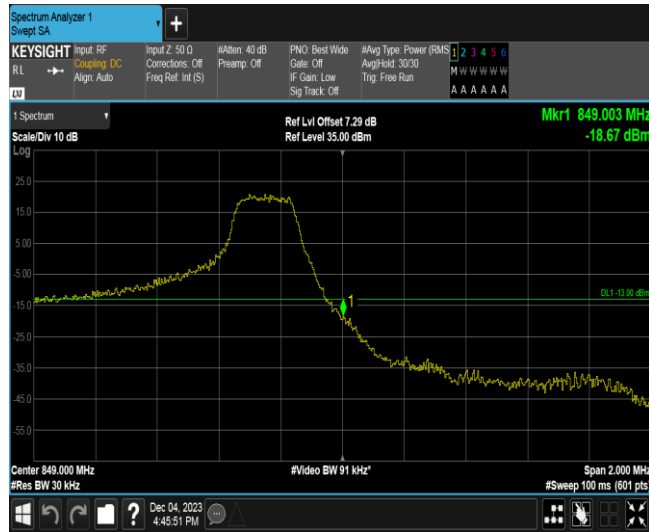 Spectrum Analyzer 1
Swept SA
+
KEYSIGHT
RL
LXI
Input: RF
Coupling: DC
Align: Auto
Input Z: 50 Ω
Corrections: Off
Freq Ref: Int (S)
#Atten: 40 dB
Preamp: Off
PNO: Best Wide
Gate: Off
IF Gain: Low
Sig Track: Off
#Avg Type: Power (RMS
Avg|Hold: 30/30
Trig: Free Run
1 2 3 4 5 6
M W W W W W
A A A A A A
1 Spectrum
Scale/Div 10 dB
Log
Ref Lvl Offset 7.29 dB
Ref Level 35.00 dBm
Mkr1 849.003 MHz
-18.67 dBm
25.0
15.0
5.00
-5.00
-15.0
-25.0
-35.0
-45.0
-55.0
1
DL1 -13.00 dBm
Center 849.000 MHz
#Res BW 30 kHz
#Video BW 91 kHz*
Span 2.000 MHz
#Sweep 100 ms (601 pts)
?
Dec 04, 2023
4:45:51 PM